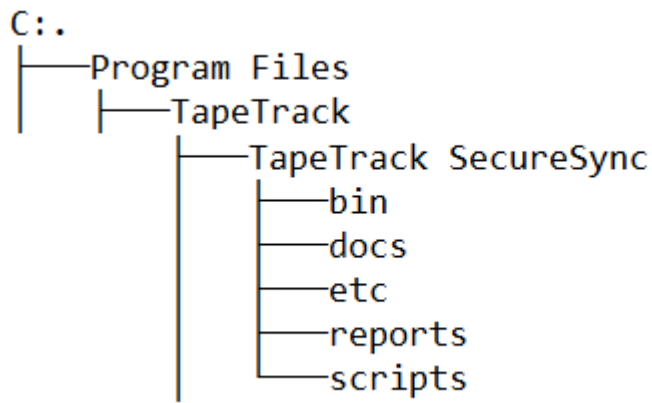 C:.
Program Files
TapeTrack
TapeTrack SecureSync
bin
docs
etc
reports
scripts